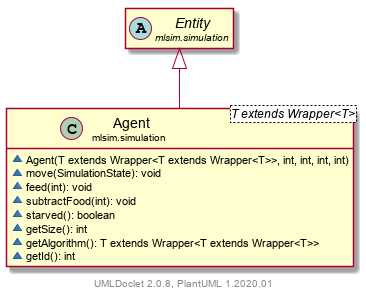 A Entity
mlsim.simulation
T extends Wrapper<T>
C Agent
mlsim.simulation
Agent(T extends Wrapper<T extends Wrapper<T>>, int, int, int, int)
move(SimulationState): void
feed(int): void
subtractFood(int): void
starved(): boolean
getSize(): int
getAlgorithm(): T extends Wrapper<T extends Wrapper<T>>
getId(): int
UMLDoclet 2.0.8, PlantUML 1.2020.01